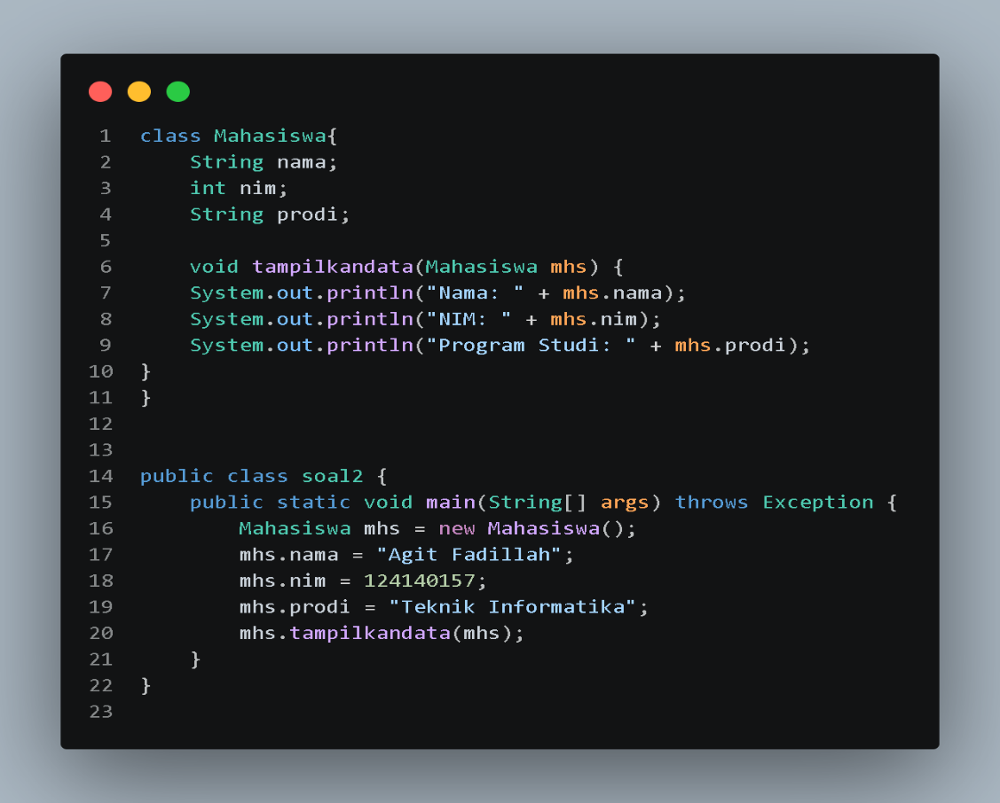 1 class Mahasiswa{
2     String nama;
3     int nim;
4     String prodi;
5
6     void tampilkandata(Mahasiswa mhs) {
7     System.out.println("Nama: " + mhs.nama);
8     System.out.println("NIM: " + mhs.nim);
9     System.out.println("Program Studi: " + mhs.prodi);
10 }
11 }
12
13
14 public class soal2 {
15     public static void main(String[] args) throws Exception {
16         Mahasiswa mhs = new Mahasiswa();
17         mhs.nama = "Agit Fadillah";
18         mhs.nim = 124140157;
19         mhs.prodi = "Teknik Informatika";
20         mhs.tampilkandata(mhs);
21     }
22 }
23